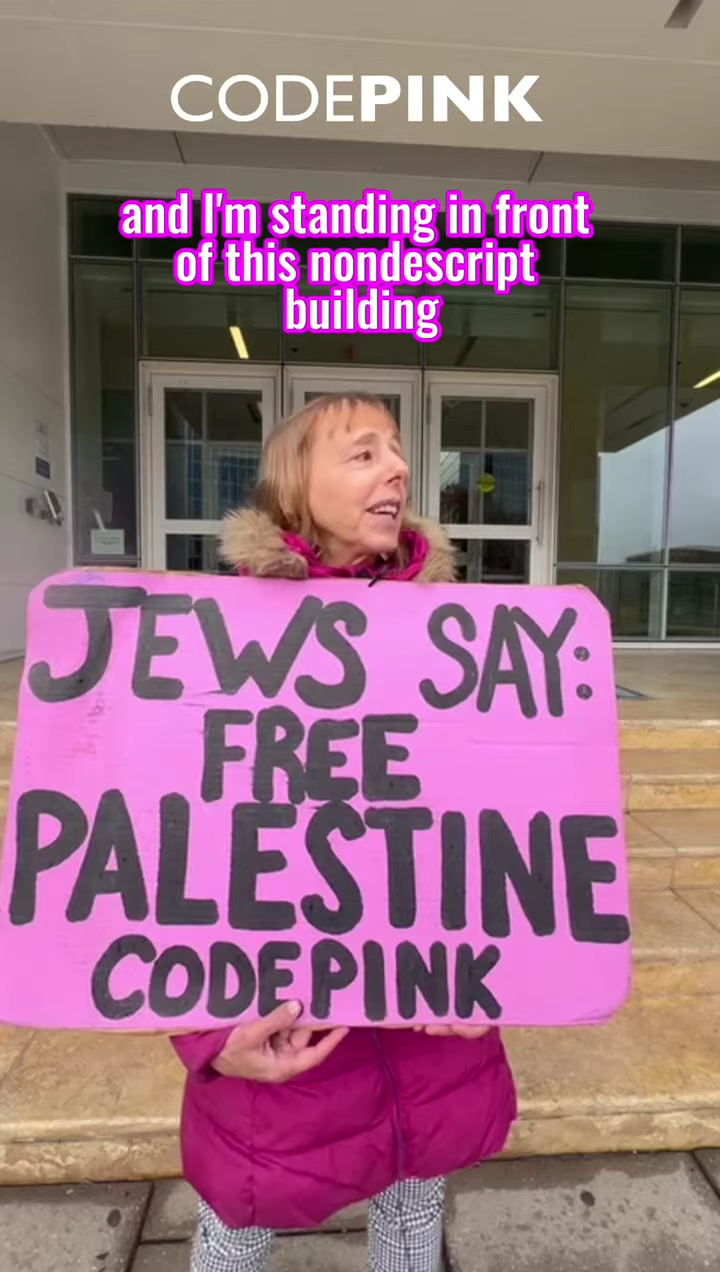 CODEPINK
and I'm standing in front
of this nondescript
building
JEWS SAY:
FREE
PALESTINE
CODEPINK